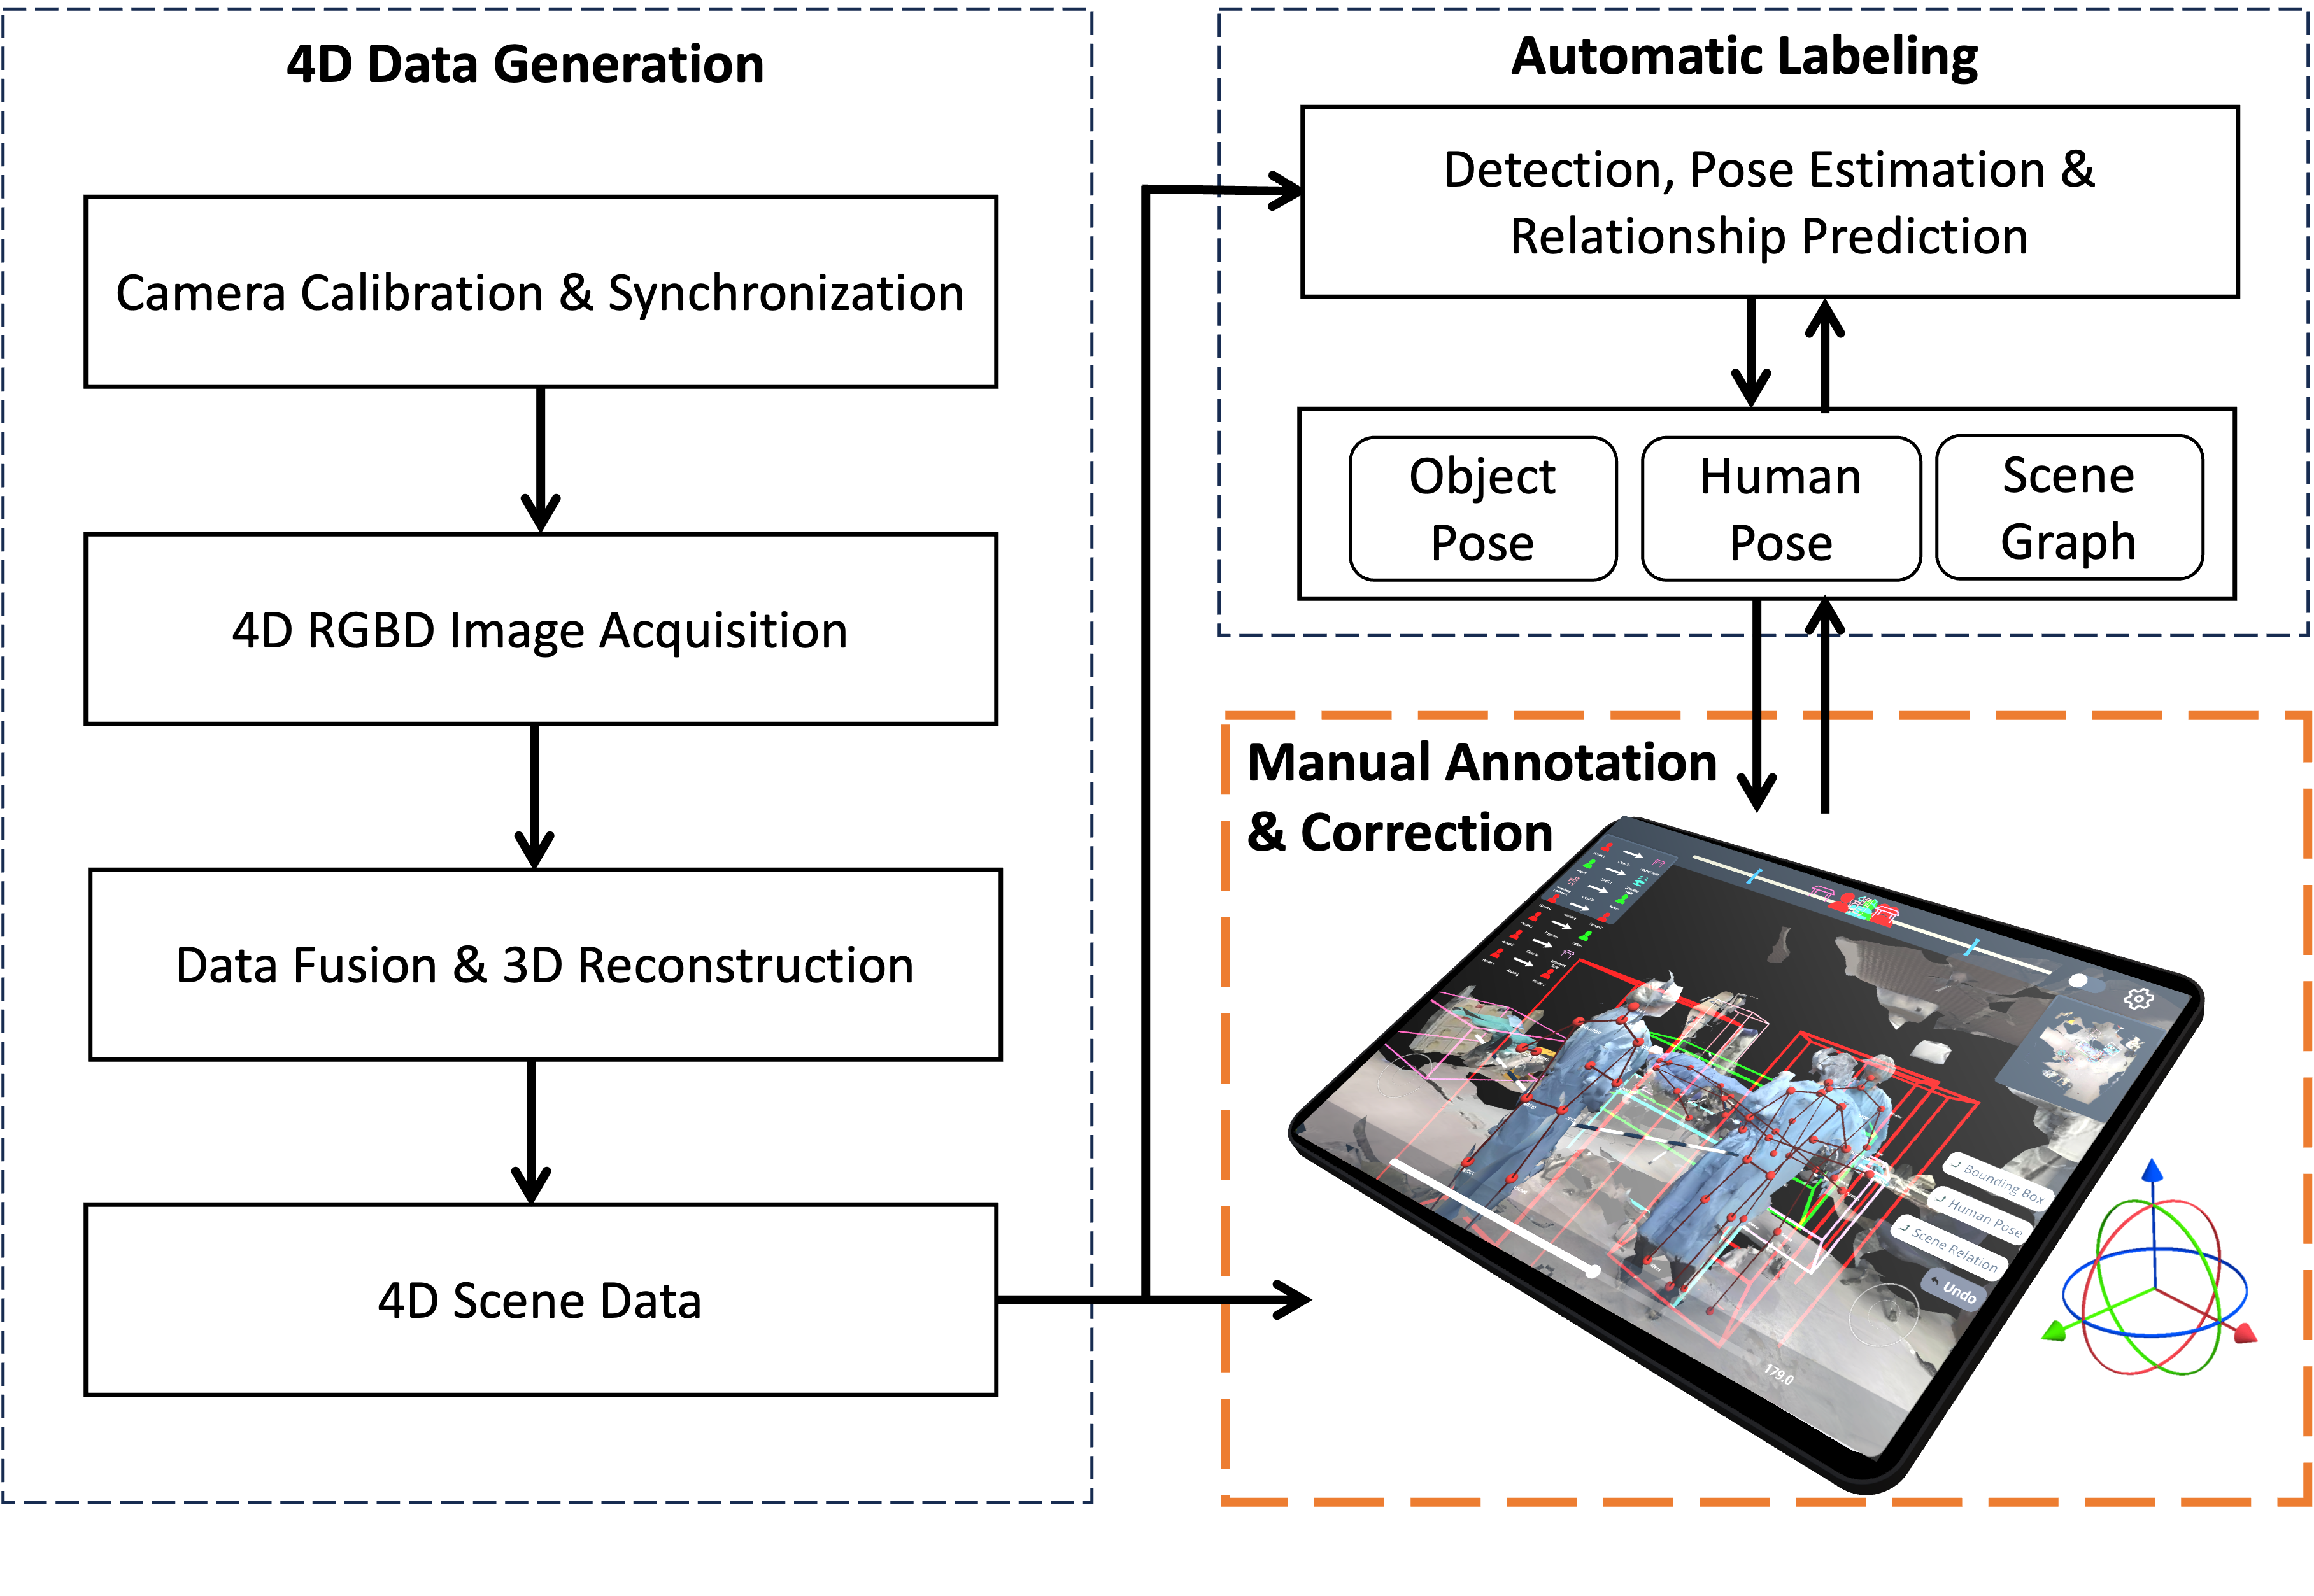 4D Data Generation
Camera Calibration & Synchronization
4D RGBD Image Acquisition
Data Fusion & 3D Reconstruction
4D Scene Data
Automatic Labeling
Detection, Pose Estimation &
Relationship Prediction
Object
Pose
Human
Pose
Scene
Graph
Manual Annotation
& Correction
Bounding Box
Human Pose
Scene Relation
Undo
179.0